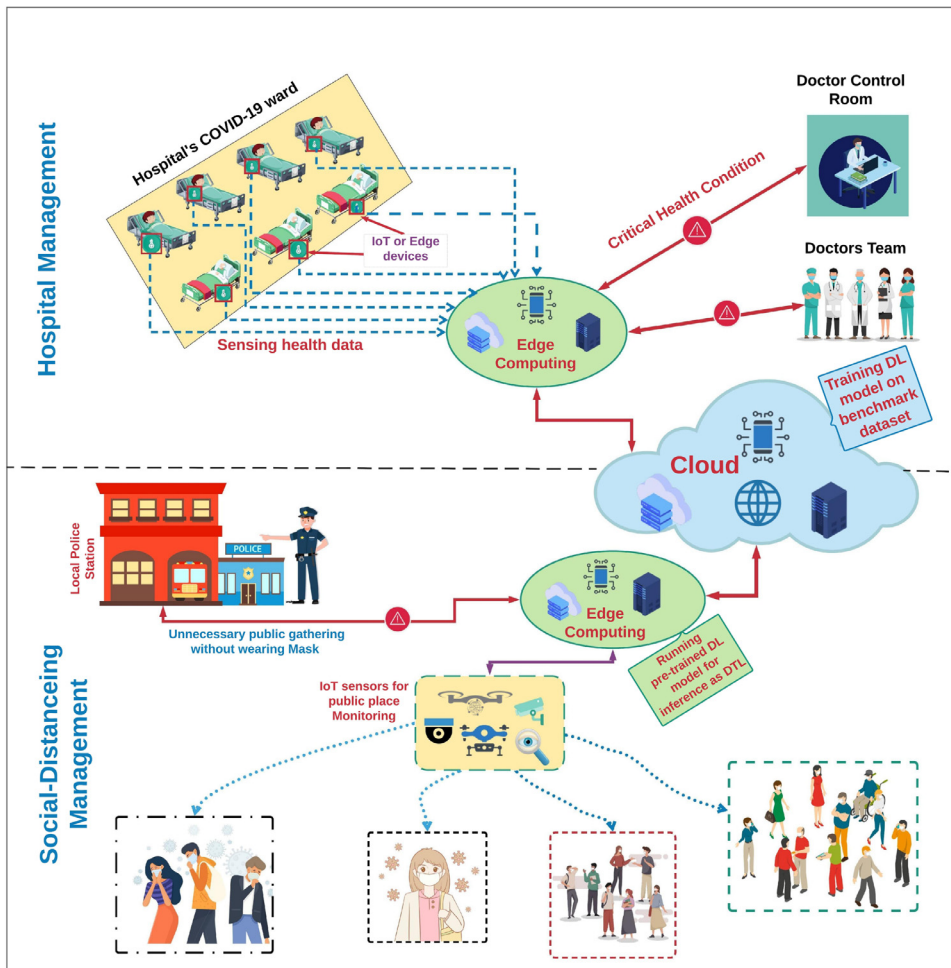 Hospital Management
Hospital's COVID-19 ward
IoT or Edge
devices
Sensing health data
Edge
Computing
Critical Health Condition
Doctor Control
Room
Doctors Team
Training DL
model on
benchmark
dataset
Cloud
Social-Distanceing
Management
Local Police
Station
POLICE
Unnecessary public gathering
without wearing Mask
Edge
Computing
Running
pre-trained DL
model for
inference as DTL
IoT sensors for
public place
Monitoring